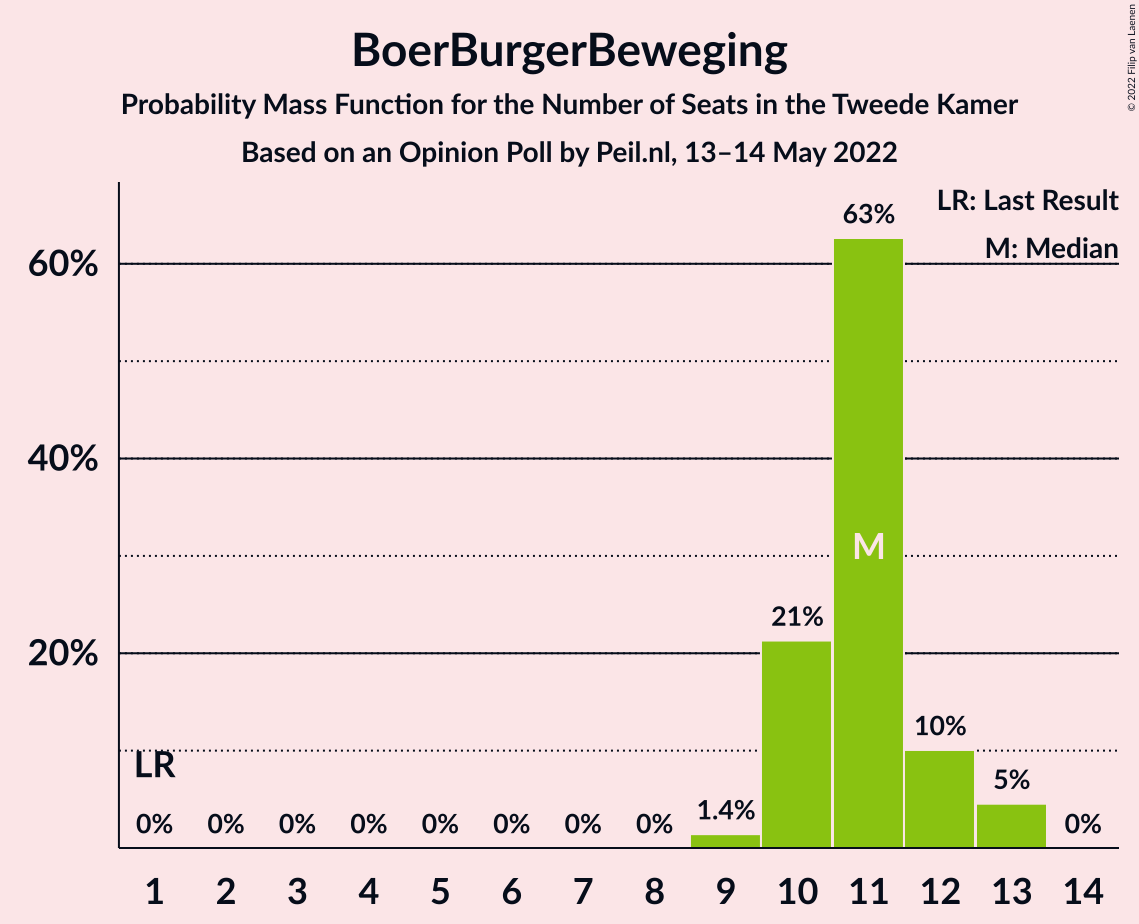 BoerBurgerBeweging
Probability Mass Function for the Number of Seats in the Tweede Kamer
Based on an Opinion Poll by Peil.nl, 13–14 May 2022
© 2022 Filip van Laenen
LR: Last Result
M: Median
63%
60%
40%
M
21%
20%
10%
LR
5%
1.4%
0% 0% 0% 0% 0% 0% 0% 0% 0%
1 2 3 4 5 6 7 8 9 10 11 12 13 14